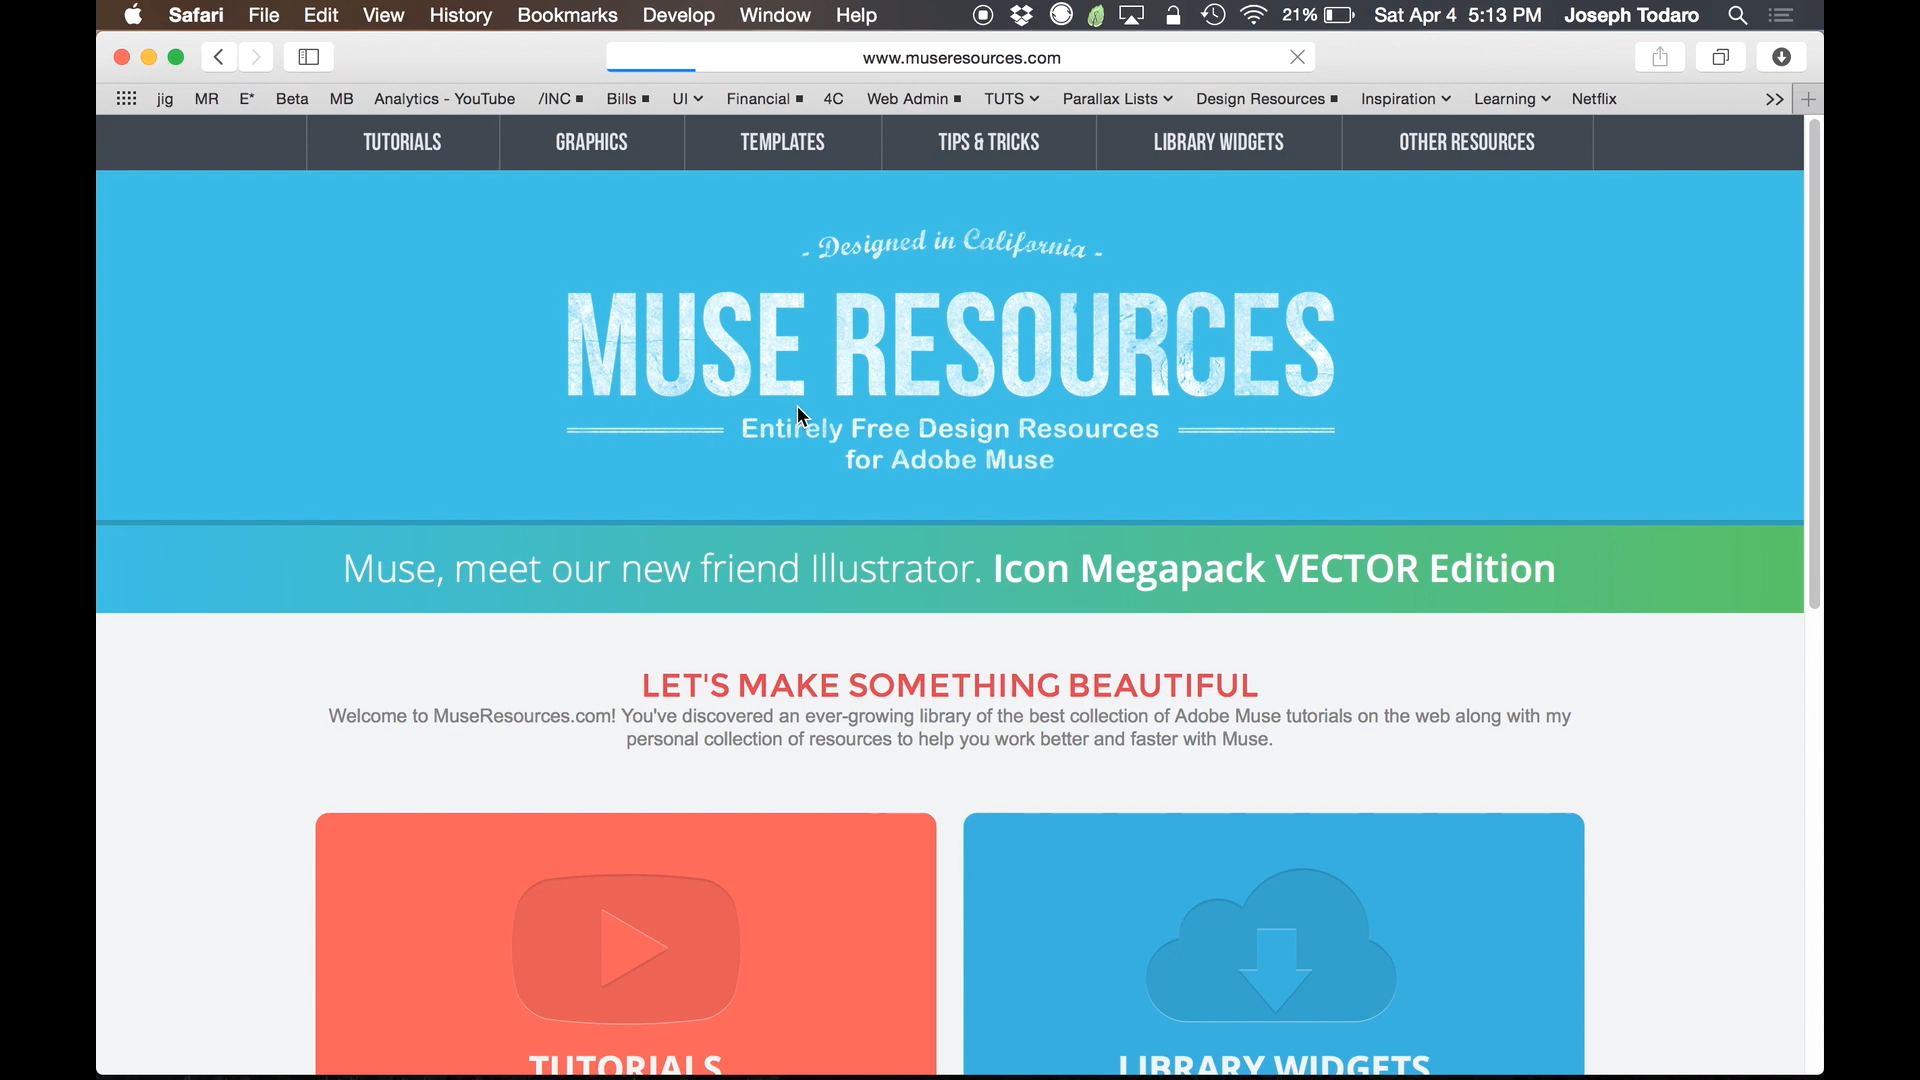 Safari File Edit View History Bookmarks Develop Window Help 21% Sat Apr 4 5:13 PM Joseph Todaro
www.museresources.com
jig MR E* Beta MB Analytics - YouTube /INC Bills UI Financial 4C Web Admin TUTS Parallax Lists Design Resources Inspiration Learning Netflix
TUTORIALS GRAPHICS TEMPLATES TIPS & TRICKS LIBRARY WIDGETS OTHER RESOURCES
- Designed in California -
MUSE RESOURCES
Entirely Free Design Resources
for Adobe Muse
Muse, meet our new friend Illustrator. Icon Megapack VECTOR Edition
LET'S MAKE SOMETHING BEAUTIFUL
Welcome to MuseResources.com! You've discovered an ever-growing library of the best collection of Adobe Muse tutorials on the web along with my
personal collection of resources to help you work better and faster with Muse.
TUTORIALS LIBRARY WIDGETS